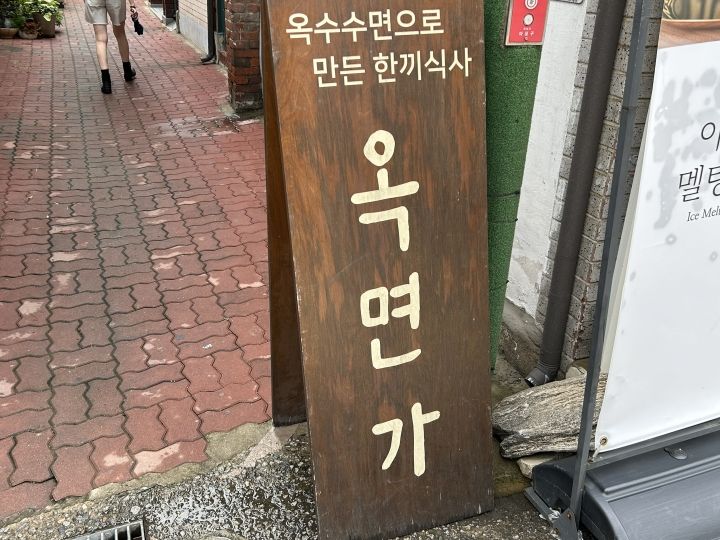 옥수수면으로
만든 한끼식사
옥
면
가
이
멜팅
Ice Melt